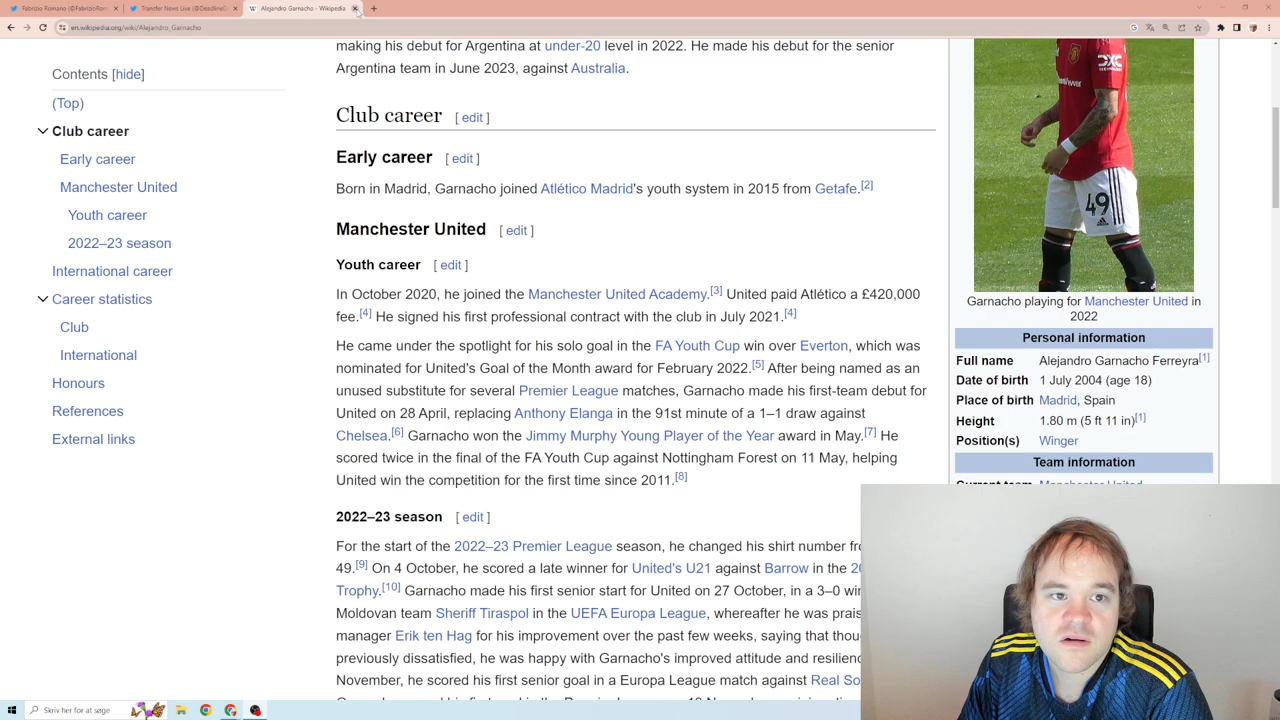 Fabrizio Romano (@FabrizioRom
Transfer News Live (@DeadlineD
Alejandro Garnacho - Wikipedia
en.wikipedia.org/wiki/Alejandro_Garnacho
Contents [hide]
(Top)
Club career
Early career
Manchester United
Youth career
2022–23 season
International career
Career statistics
Club
International
Honours
References
External links
making his debut for Argentina at under-20 level in 2022. He made his debut for the senior
Argentina team in June 2023, against Australia.
Club career [ edit ]
Early career [ edit ]
Born in Madrid, Garnacho joined Atlético Madrid's youth system in 2015 from Getafe.[2]
Manchester United [ edit ]
Youth career [ edit ]
In October 2020, he joined the Manchester United Academy.[3] United paid Atlético a £420,000
fee.[4] He signed his first professional contract with the club in July 2021.[4]
He came under the spotlight for his solo goal in the FA Youth Cup win over Everton, which was
nominated for United's Goal of the Month award for February 2022.[5] After being named as an
unused substitute for several Premier League matches, Garnacho made his first-team debut for
United on 28 April, replacing Anthony Elanga in the 91st minute of a 1–1 draw against
Chelsea.[6] Garnacho won the Jimmy Murphy Young Player of the Year award in May.[7] He
scored twice in the final of the FA Youth Cup against Nottingham Forest on 11 May, helping
United win the competition for the first time since 2011.[8]
2022–23 season [ edit ]
For the start of the 2022–23 Premier League season, he changed his shirt number fr
49.[9] On 4 October, he scored a late winner for United's U21 against Barrow in the 20
Trophy.[10] Garnacho made his first senior start for United on 27 October, in a 3–0 wi
Moldovan team Sheriff Tiraspol in the UEFA Europa League, whereafter he was prais
manager Erik ten Hag for his improvement over the past few weeks, saying that thou
previously dissatisfied, he was happy with Garnacho's improved attitude and resilienc
November, he scored his first senior goal in a Europa League match against Real So
DXC
49
Garnacho playing for Manchester United in
2022
Personal information
Full name Alejandro Garnacho Ferreyra[1]
Date of birth 1 July 2004 (age 18)
Place of birth Madrid, Spain
Height 1.80 m (5 ft 11 in)[1]
Position(s) Winger
Team information
Current team Manchester United
Skriv her for at søge